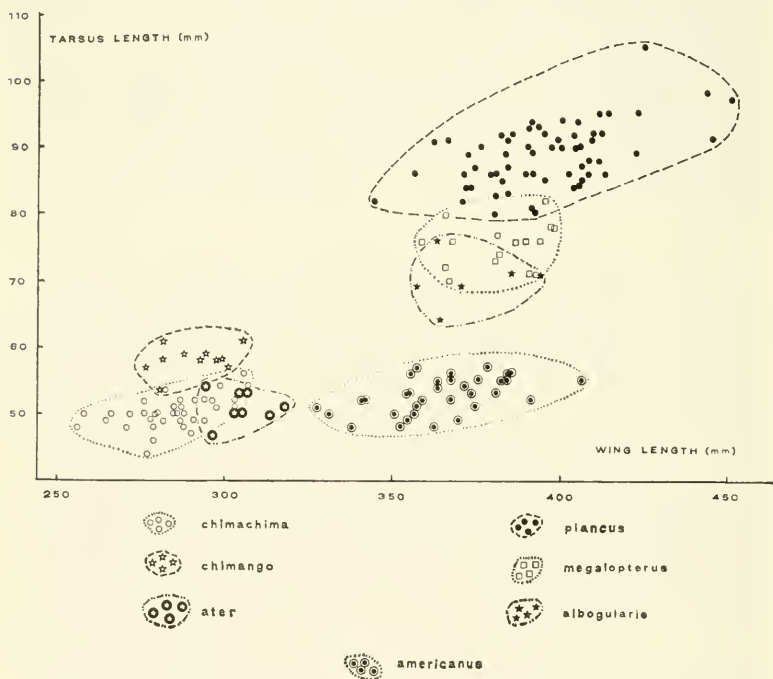 110
TARSUS LENGTH (mm)
100
90
80
70
60
50
WING LENGTH (mm)
250
300
350
400
450
chimachima
plancus
chimango
megalopterus
ater
albogularis
americanus